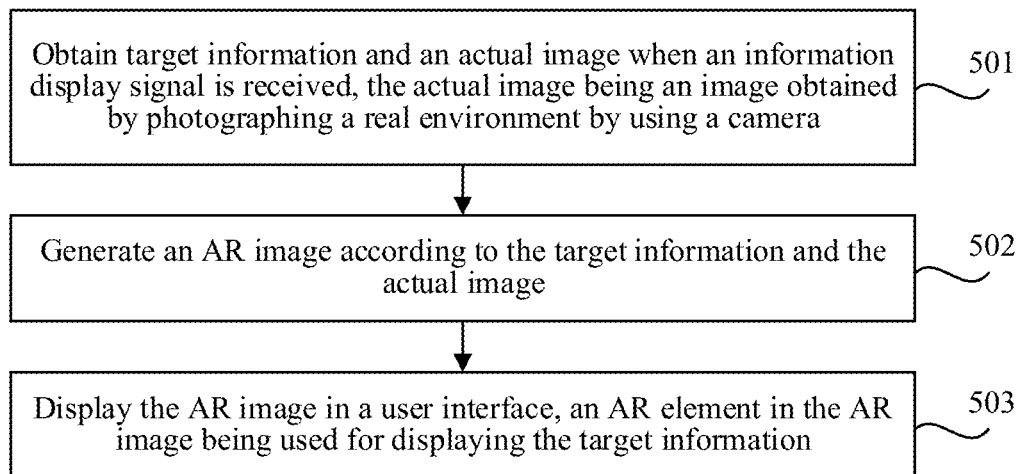 Obtain target information and an actual image when an information
display signal is received, the actual image being an image obtained
by photographing a real environment by using a camera
501
Generate an AR image according to the target information and the
actual image
502
Display the AR image in a user interface, an AR element in the AR
image being used for displaying the target information
503